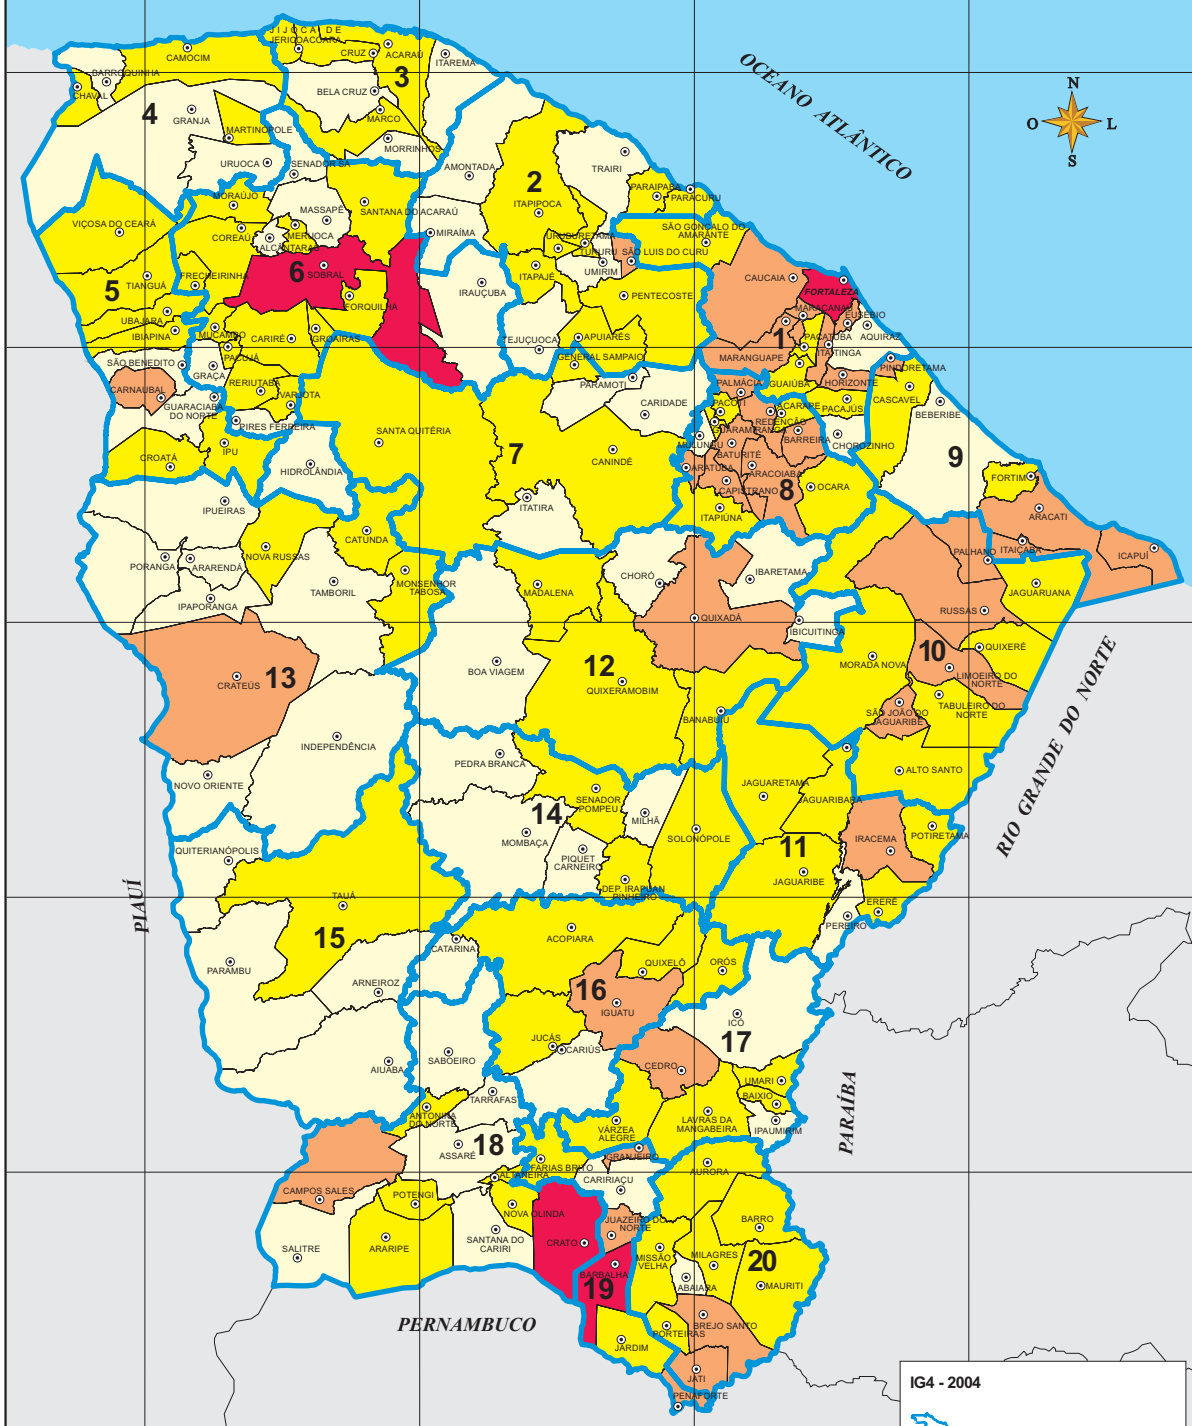 OCEANO ATLÂNTICO
N
O
L
S
JIJOCA DE
JERICOACOARA
CRUZ
ACARAÚ
ITAREMA
CAMOCIM
BARROQUINHA
CHAVAL
BELA CRUZ
3
4
GRANJA
MARCO
MARTINÓPOLE
MORRINHOS
URUOCA
SENADOR SÁ
AMONTADA
TRAIRI
2
ITAPIPOCA
PARAIPABA
PARACURU
MORAÚJO
MASSAPÊ
SANTANA DO ACARAÚ
VIÇOSA DO CEARÁ
COREAÚ
MERUOCA
ALCÂNTARAS
MIRAÍMA
URUBURETAMA
TURURU
SÃO LUIS DO CURU
SÃO GONÇALO DO
AMARANTE
UMIRIM
ITAPAJÉ
6
SOBRAL
5
TIANGUÁ
FRECHEIRINHA
IRAUÇUBA
PENTECOSTE
CAUCAIA
FORTALEZA
FORQUILHA
UBAJARA
IBIAPINA
MUCAMBO
CARIRÉ
GROAÍRAS
PACUJÁ
MARACANAÚ
EUSÉBIO
PACATUBA
AQUIRAZ
ITAITINGA
1
MARANGUAPE
TEJUÇUOCA
APUIARÉS
GENERAL SAMPAIO
SÃO BENEDITO
GRAÇA
PINDORETAMA
HORIZONTE
GUAIÚBA
PARAMOTI
CARNAUBAL
RERIUTABA
VARJOTA
GUARACIABA
DO NORTE
PALMÁCIA
PACOTI
ACARAPE
PACAJÚS
CASCAVEL
BEBERIBE
CARIDADE
REDENÇÃO
GUARAMIRANGA
PIRES FERREIRA
MULUNGU
BARREIRA
CHOROZINHO
SANTA QUITÉRIA
BATURITÉ
7
CANINDÉ
9
IPU
CROATÁ
HIDROLÂNDIA
ARATUBA
ARACOIABA
CAPISTRANO
8
OCARA
FORTIM
ITATIRA
ITAPIÚNA
ARACATI
IPUEIRAS
CATUNDA
NOVA RUSSAS
PORANGA
ARARENDÁ
PALHANO
ITAIÇABA
ICAPUÍ
CHORÓ
IBARETAMA
MONSENHOR
TABOSA
MADALENA
TAMBORIL
IPAPORANGA
JAGUARUANA
QUIXADÁ
RUSSAS
IBICUITINGA
QUIXERÉ
10
CRATEÚS
13
BOA VIAGEM
12
QUIXERAMOBIM
MORADA NOVA
LIMOEIRO DO
NORTE
TABULEIRO DO
NORTE
SÃO JOÃO DO
JAGUARIBE
BANABUIÚ
INDEPENDÊNCIA
PEDRA BRANCA
NOVO ORIENTE
JAGUARETAMA
ALTO SANTO
SENADOR
POMPEU
JAGUARIBARA
14
MILHÃ
MOMBAÇA
SOLONÓPOLE
IRACEMA
POTIRETAMA
QUITERIANÓPOLIS
PIQUET
CARNEIRO
11
JAGUARIBE
DEP. IRAPUAN
PINHEIRO
RIO GRANDE DO NORTE
PIAUÍ
TAUÁ
ERERÊ
PEREIRO
15
ACOPIARA
CATARINA
PARAMBU
ARNEIROZ
QUIXELÔ
ORÓS
16
IGUATU
ICÓ
17
JUCÁS
CARIÚS
SABOEIRO
AIUABA
CEDRO
UMARI
BAIXIO
TARRAFAS
ANTONINA
DO NORTE
VÁRZEA
ALEGRE
LAVRAS DA
MANGABEIRA
IPAUMIRIM
PARAÍBA
ASSARÉ
18
GRANJEIRO
FARIAS BRITO
ALTANEIRA
CARIRIAÇU
AURORA
CAMPOS SALES
POTENGI
NOVA OLINDA
JUAZEIRO DO
NORTE
BARRO
SALITRE
ARARIPE
SANTANA DO
CARIRI
CRATO
MISSÃO
VELHA
MILAGRES
20
BARBALHA
19
ABAIARA
MAURITI
PERNAMBUCO
BREJO SANTO
PORTEIRAS
JARDIM
JATI
PENAFORTE
IG4 - 2004